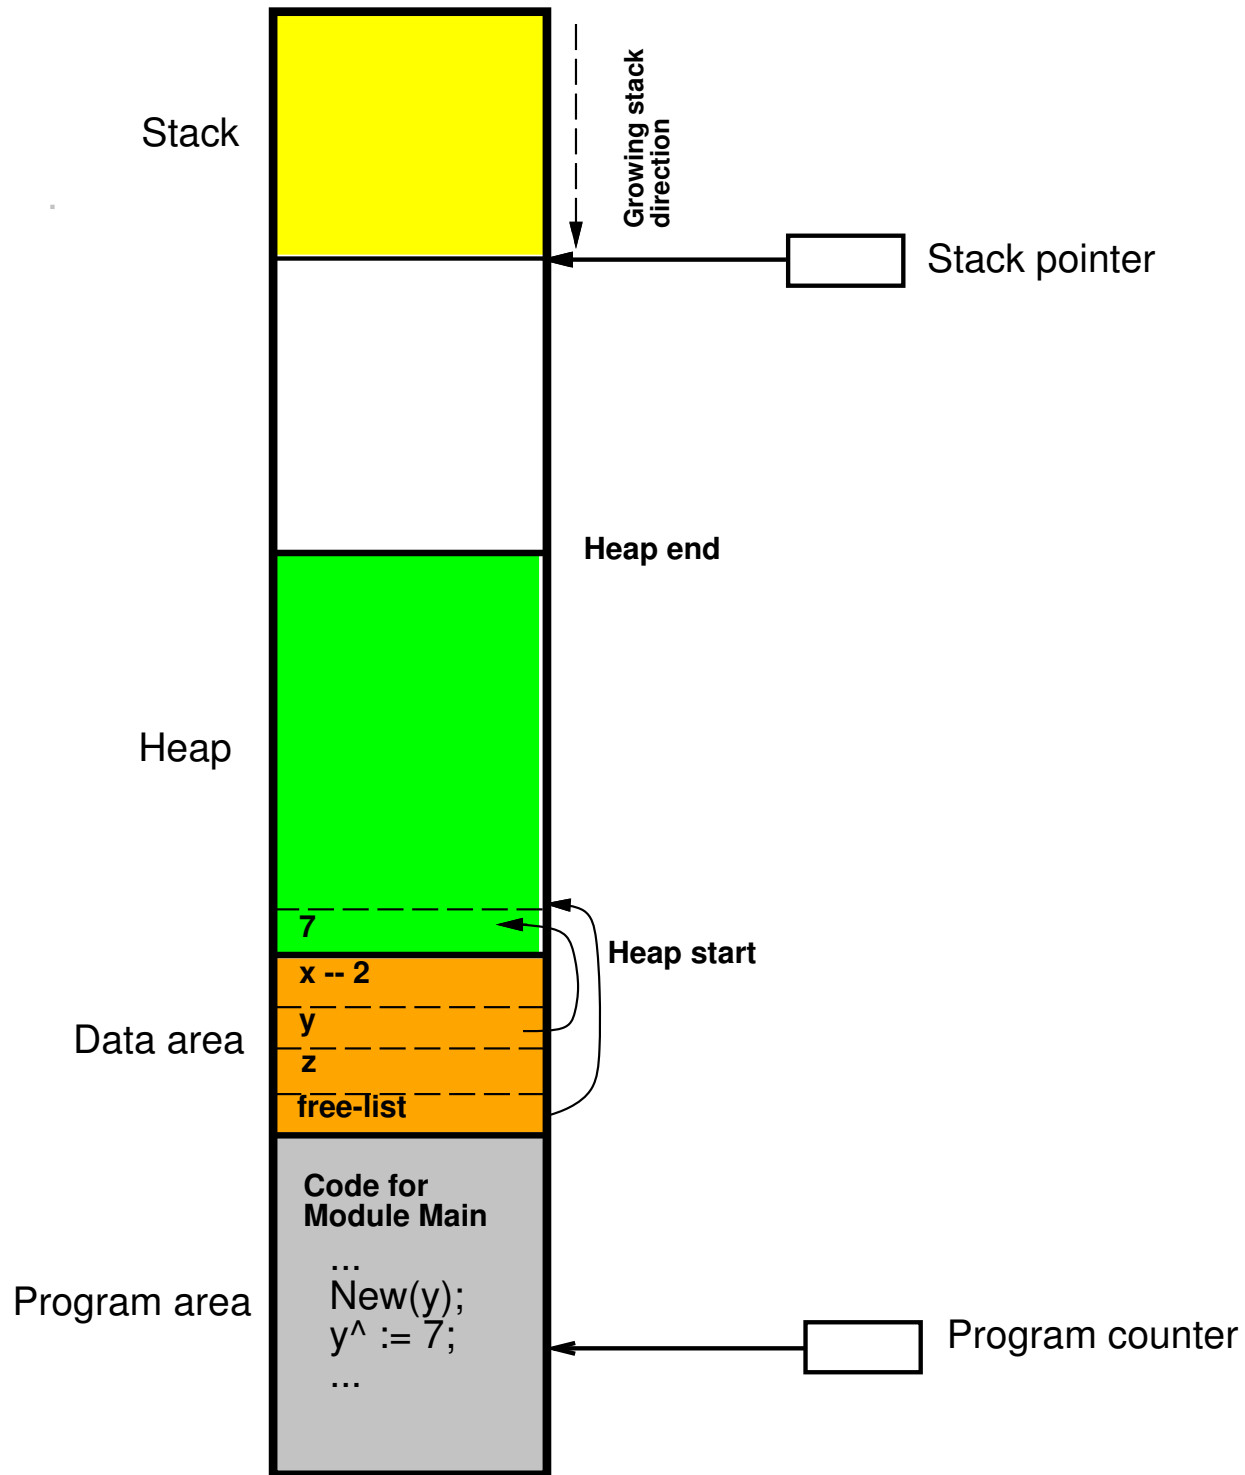 Growing stack
direction
Stack
Stack pointer
Heap end
Heap
7
Heap start
x -- 2
y
Data area
z
free-list
Code for
Module Main
...
New(y);
Program area
y^ := 7;
Program counter
...